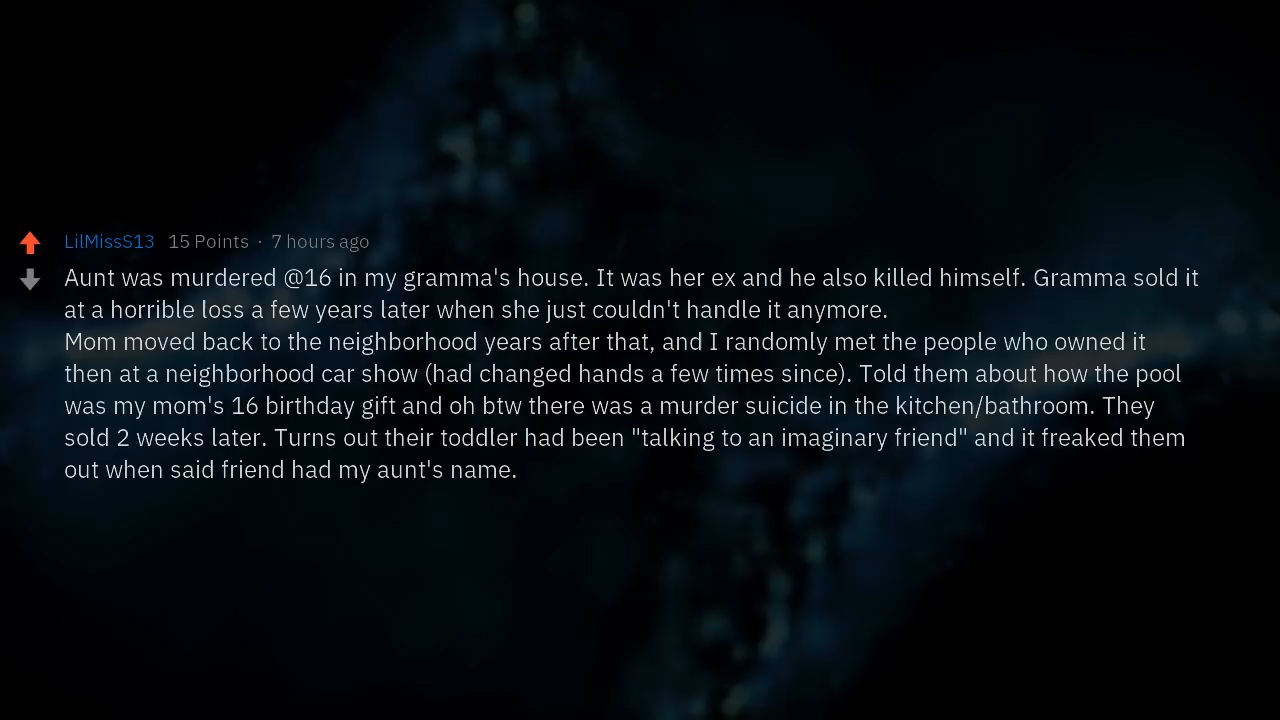 LilMissS13 15 Points · 7 hours ago
Aunt was murdered @16 in my gramma's house. It was her ex and he also killed himself. Gramma sold it
at a horrible loss a few years later when she just couldn't handle it anymore.
Mom moved back to the neighborhood years after that, and I randomly met the people who owned it
then at a neighborhood car show (had changed hands a few times since). Told them about how the pool
was my mom's 16 birthday gift and oh btw there was a murder suicide in the kitchen/bathroom. They
sold 2 weeks later. Turns out their toddler had been "talking to an imaginary friend" and it freaked them
out when said friend had my aunt's name.